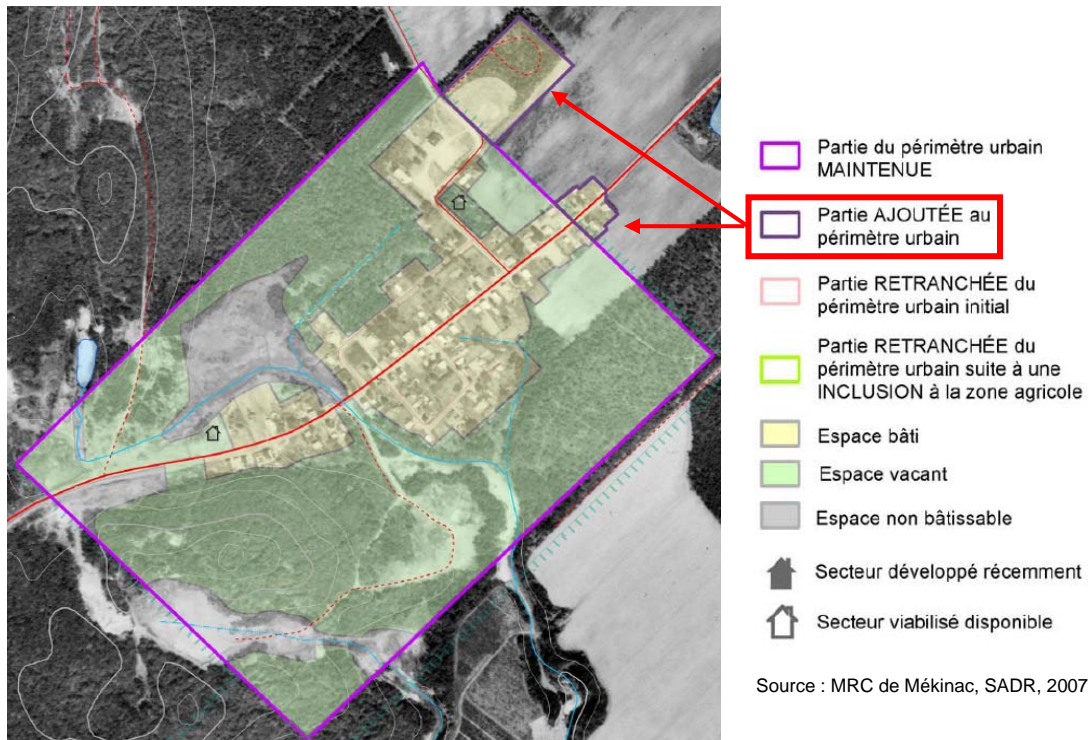 Partie du périmètre urbain
MAINTENUE
Partie AJOUTÉE au
périmètre urbain
Partie RETRANCHÉE du
périmètre urbain initial
Partie RETRANCHÉE du
périmètre urbain suite à une
INCLUSION à la zone agricole
Espace bâti
Espace vacant
Espace non bâtissable
Secteur développé récemment
Secteur viabilisé disponible
Source : MRC de Mékinac, SADR, 2007